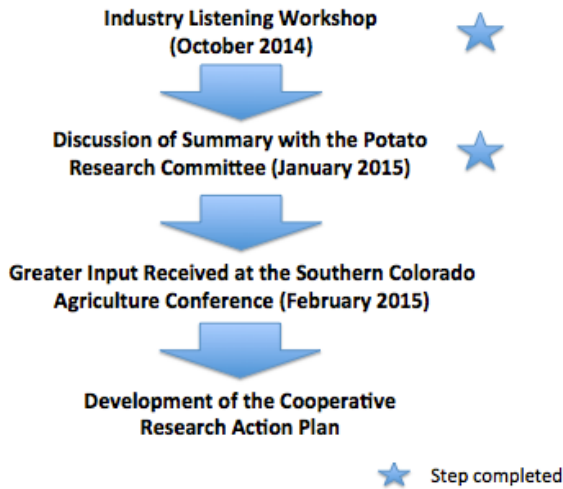 Industry Listening Workshop
(October 2014)
Discussion of Summary with the Potato
Research Committee (January 2015)
Greater Input Received at the Southern Colorado
Agriculture Conference (February 2015)
Development of the Cooperative
Research Action Plan
Step completed